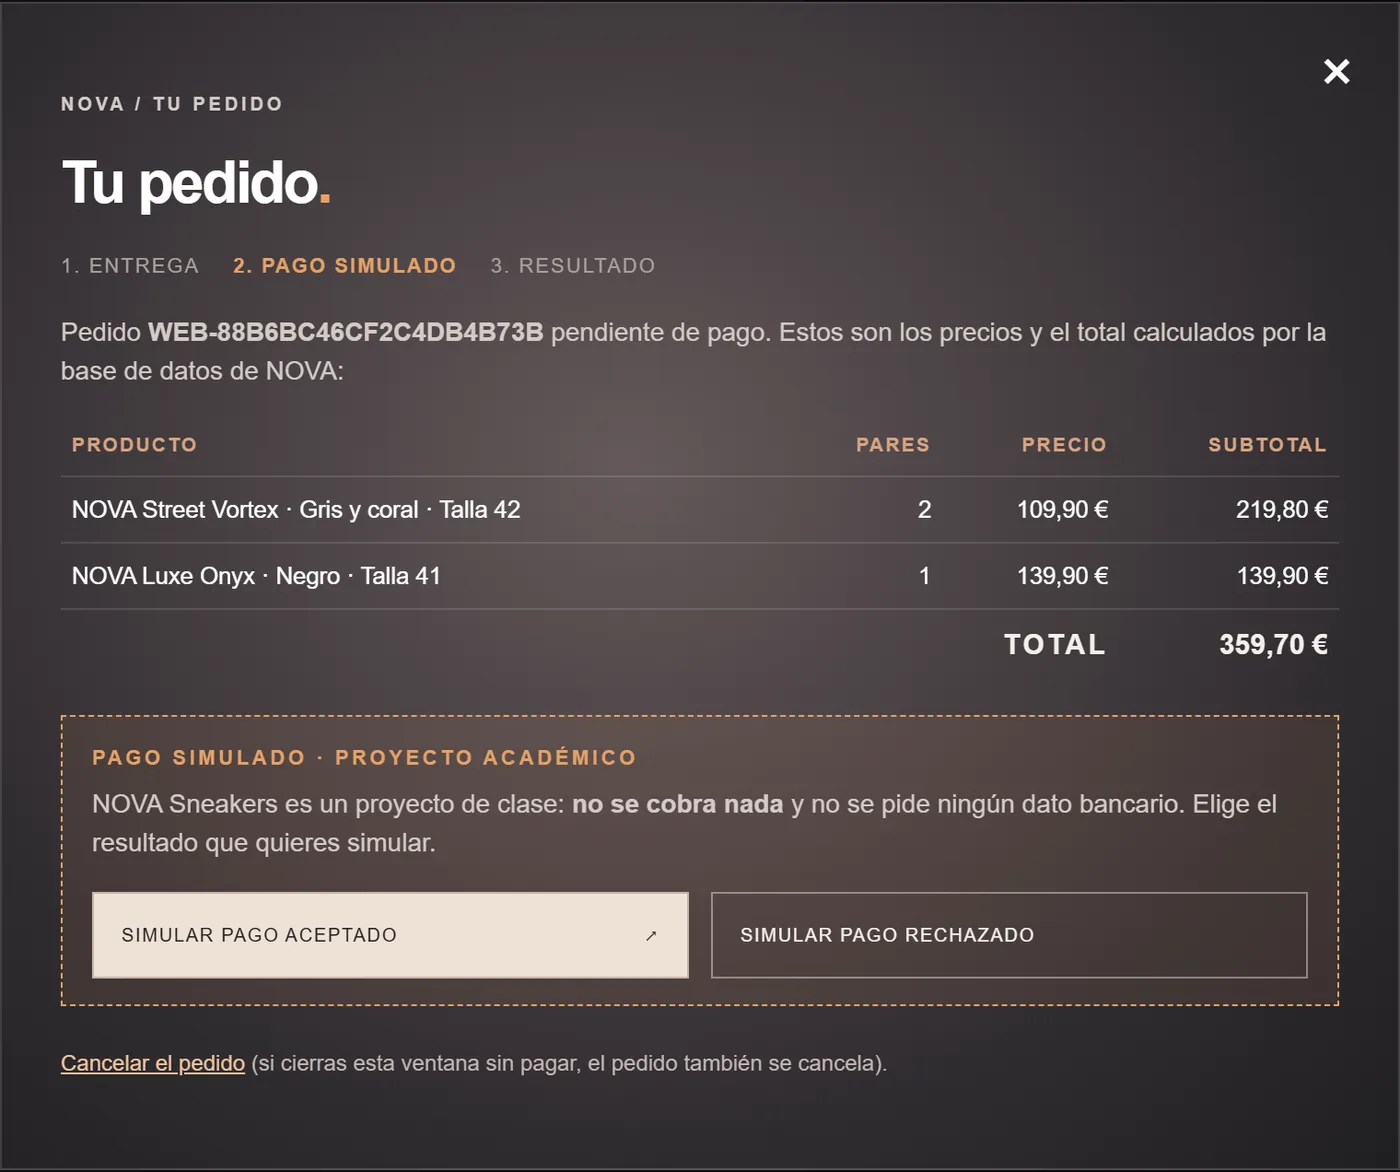 NOVA / TU PEDIDO
Tu pedido.
1. ENTREGA 2. PAGO SIMULADO 3. RESULTADO
Pedido WEB-88B6BC46CF2C4DB4B73B pendiente de pago. Estos son los precios y el total calculados por la
base de datos de NOVA:
PRODUCTO PARES PRECIO SUBTOTAL
NOVA Street Vortex · Gris y coral · Talla 42 2 109,90 € 219,80 €
NOVA Luxe Onyx · Negro · Talla 41 1 139,90 € 139,90 €
TOTAL 359,70 €
PAGO SIMULADO · PROYECTO ACADÉMICO
NOVA Sneakers es un proyecto de clase: no se cobra nada y no se pide ningún dato bancario. Elige el
resultado que quieres simular.
SIMULAR PAGO ACEPTADO ↗ SIMULAR PAGO RECHAZADO
Cancelar el pedido (si cierras esta ventana sin pagar, el pedido también se cancela).